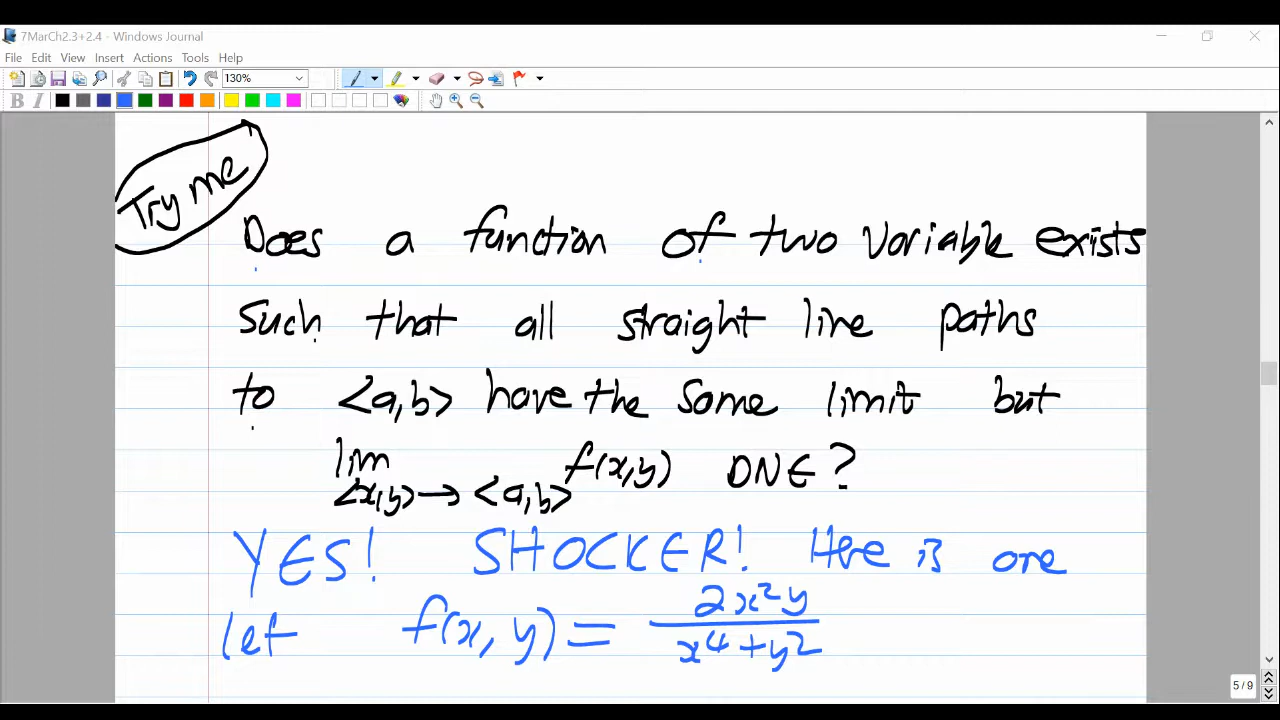 7MarCh2.3+2.4 - Windows Journal
File Edit View Insert Actions Tools Help
130%
B I
Try me
Does a function of two variable exists
Such that all straight line paths
to <a,b> have the same limit but
lim f(x,y) DNE?
<x,y>→<a,b>
YES! SHOCKER! Here is one
let f(x,y) = 2x²y
x⁴+y²
5/9